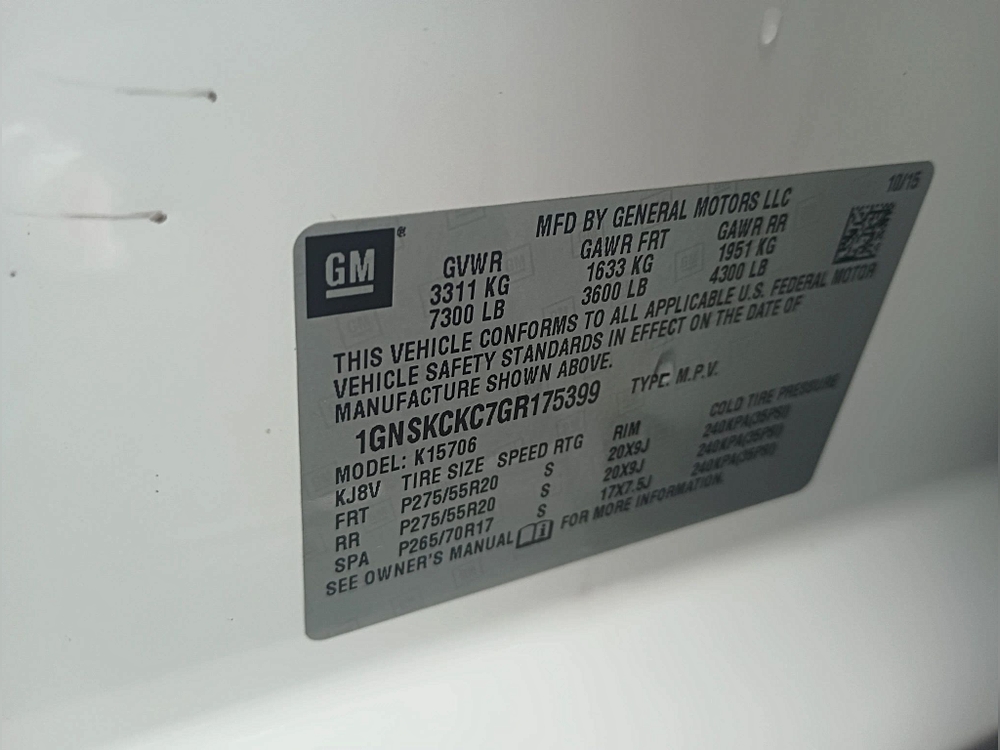 10/15
MFD BY GENERAL MOTORS LLC
GM®
GVWR GAWR FRT GAWR RR
3311 KG 1633 KG 1951 KG
7300 LB 3600 LB 4300 LB
THIS VEHICLE CONFORMS TO ALL APPLICABLE U.S. FEDERAL MOTOR
VEHICLE SAFETY STANDARDS IN EFFECT ON THE DATE OF
MANUFACTURE SHOWN ABOVE.
1GNSKCKC7GR175399 TYPE: M.P.V.
MODEL: K15706
KJ8V TIRE SIZE SPEED RTG RIM COLD TIRE PRESSURE
FRT P275/55R20 S 20X9J 240KPA(35PSI)
RR P275/55R20 S 20X9J 240KPA(35PSI)
SPA P265/70R17 S 17X7.5J 240KPA(35PSI)
SEE OWNER'S MANUAL FOR MORE INFORMATION.